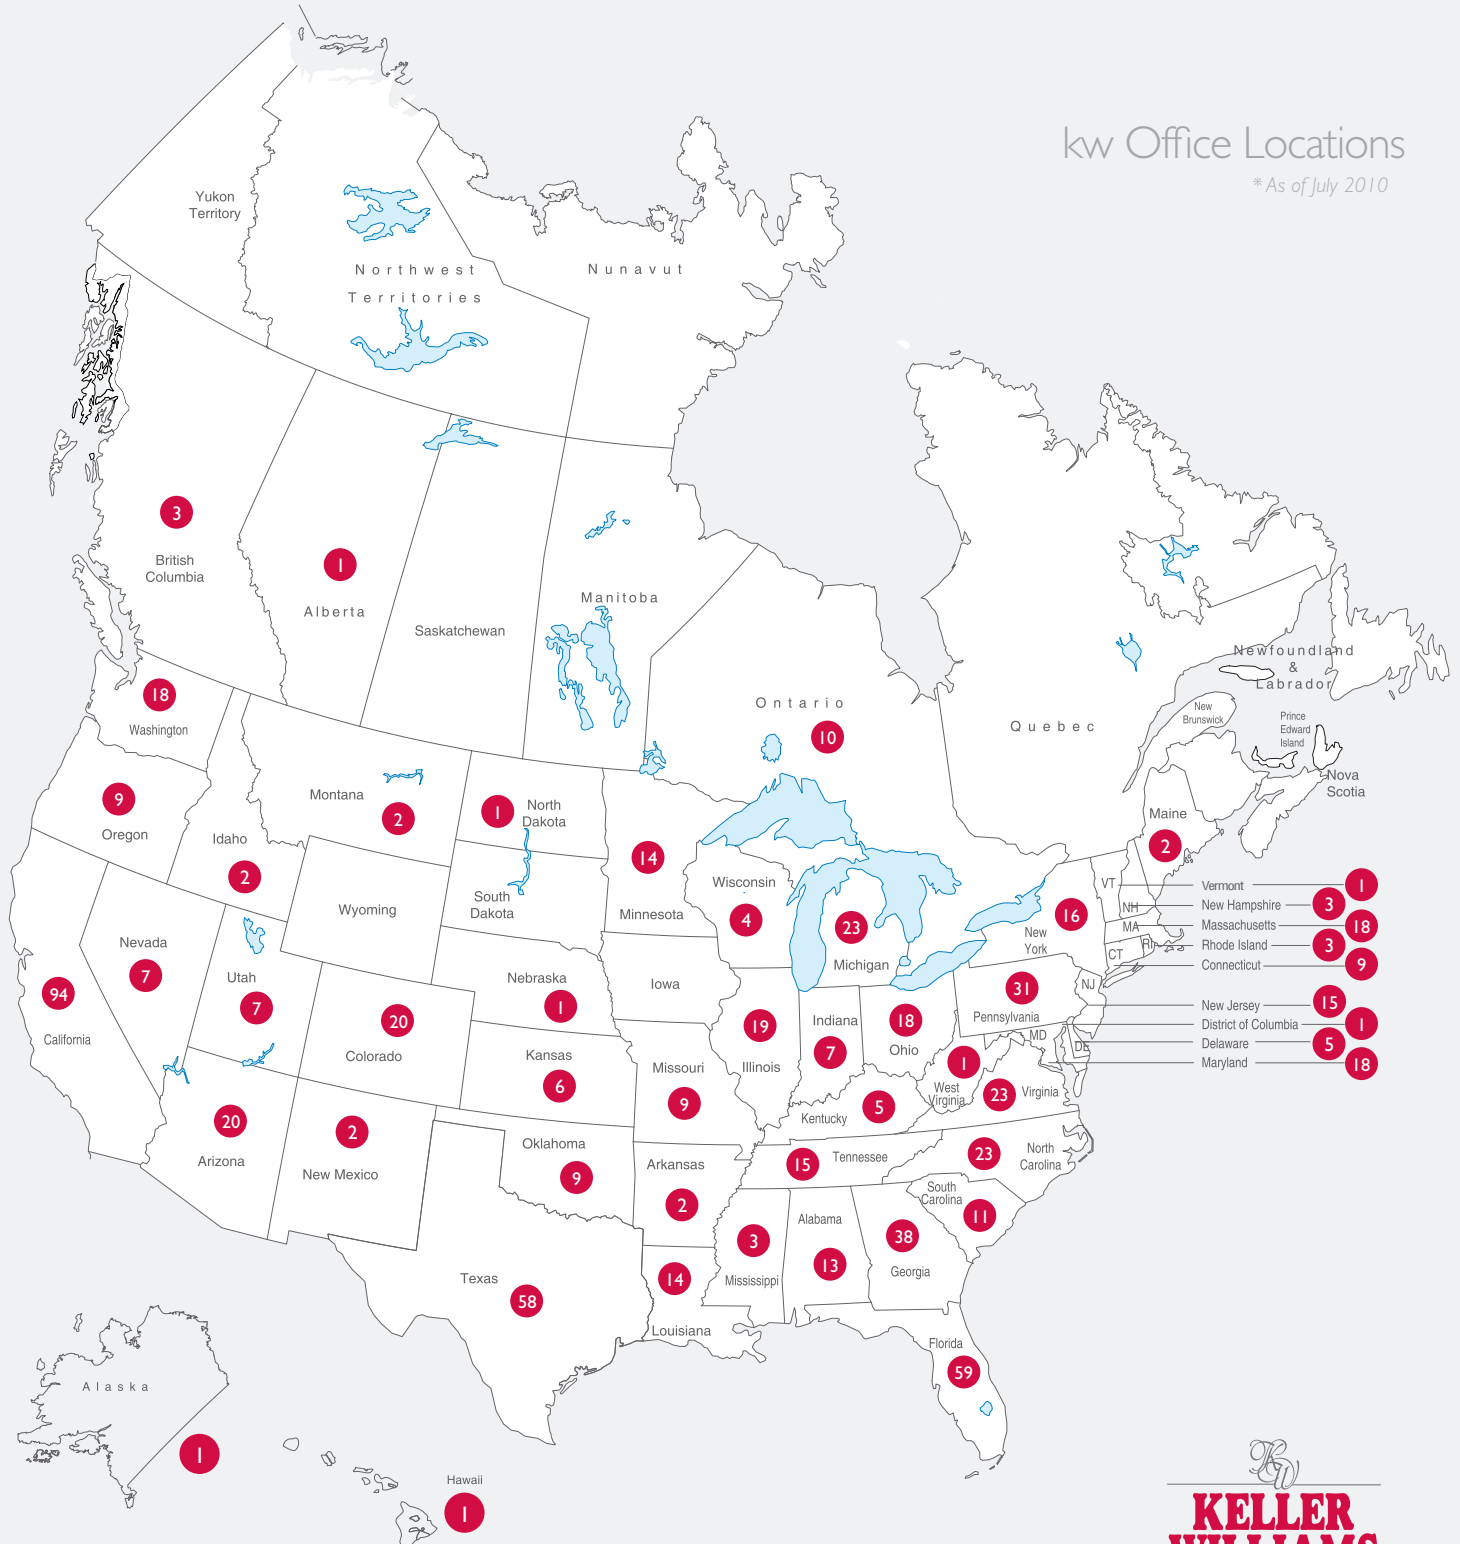 kw Office Locations
* As of July 2010
Yukon
Territory
Northwest
Territories
Nunavut
3
British
Columbia
1
Alberta
Saskatchewan
Manitoba
Ontario
10
Quebec
Newfoundland
&
Labrador
New
Brunswick
Prince
Edward
Island
Nova
Scotia
18
Washington
9
Oregon
Idaho
2
Montana
2
1
North
Dakota
South
Dakota
Wyoming
14
Minnesota
Wisconsin
4
23
Michigan
Maine
2
16
New
York
VT
NH
MA
RI
CT
NJ
MD
DE
Vermont
1
New Hampshire
3
Massachusetts
18
Rhode Island
3
Connecticut
9
New Jersey
15
District of Columbia
1
Delaware
5
Maryland
18
Nevada
7
94
California
Utah
7
20
Colorado
Nebraska
1
Iowa
Kansas
6
Missouri
9
19
Illinois
Indiana
7
18
Ohio
31
Pennsylvania
1
West
Virginia
23
Virginia
Kentucky
5
20
Arizona
2
New Mexico
Oklahoma
9
Arkansas
2
15
Tennessee
23
North
Carolina
South
Carolina
11
3
Mississippi
Alabama
13
38
Georgia
Texas
58
14
Louisiana
Florida
59
Alaska
1
Hawaii
1
KW
KELLER
WILLIAMS